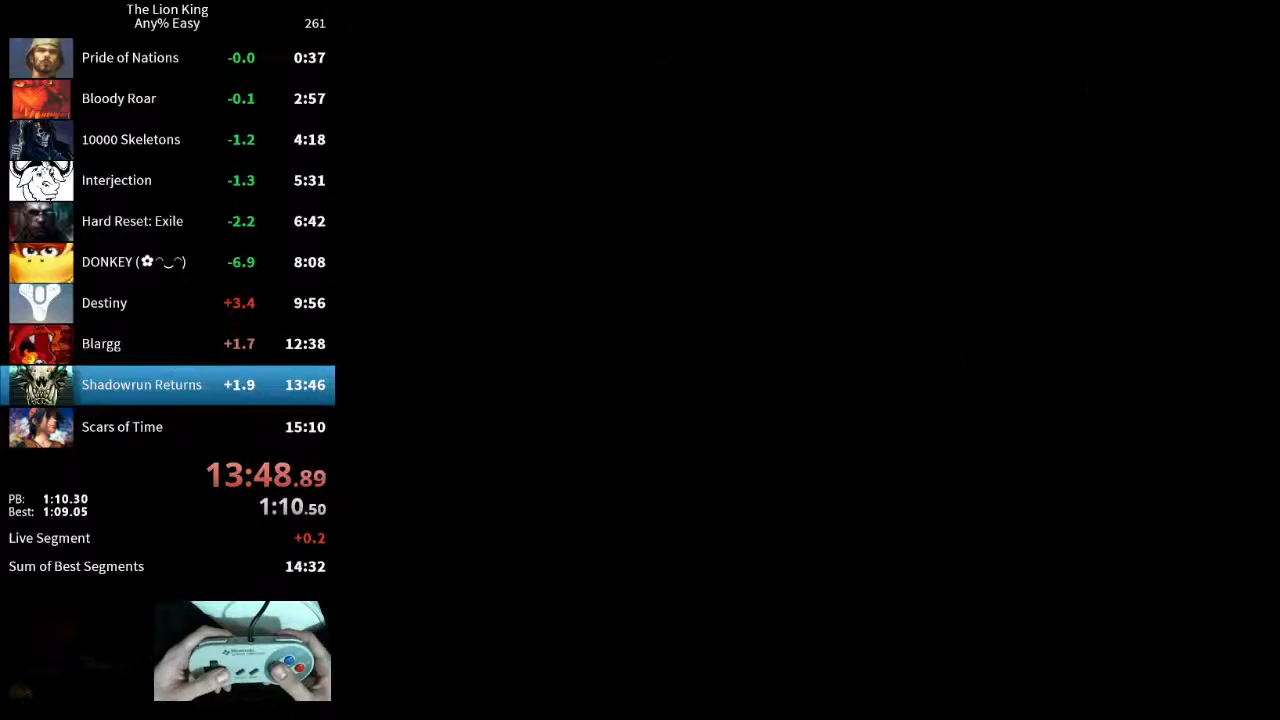 The Lion King
Any% Easy 261
Pride of Nations -0.0 0:37
Bloody Roar -0.1 2:57
10000 Skeletons -1.2 4:18
Interjection -1.3 5:31
Hard Reset: Exile -2.2 6:42
DONKEY (✿◠‿◠) -6.9 8:08
Destiny +3.4 9:56
Blargg +1.7 12:38
Shadowrun Returns +1.9 13:46
Scars of Time 15:10
13:48.89
PB: 1:10.30
Best: 1:09.05
1:10.50
Live Segment +0.2
Sum of Best Segments 14:32
Nintendo